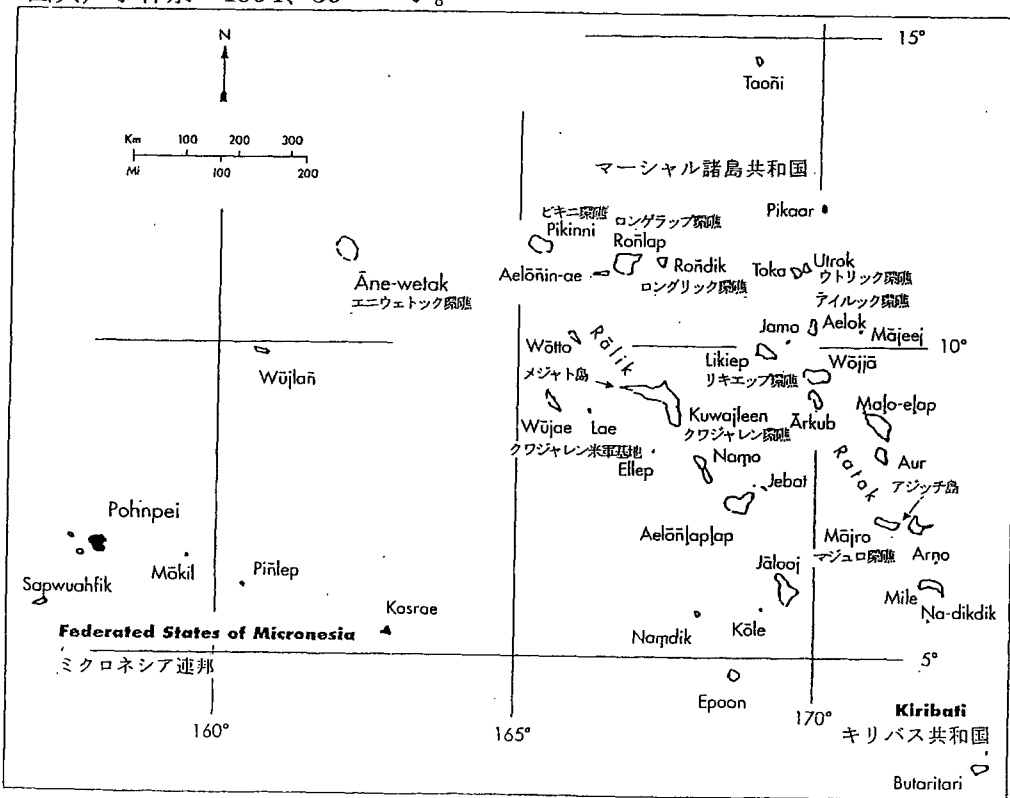 N
15°
Taoñi
Km 100 200 300
Mi 100 200
マーシャル諸島共和国
Pikaar
ビキニ環礁
Pikinni
ロンゲラップ環礁
Roñlap
Aelōñin-ae
Roñdik
ロングリック環礁
Toka
Utrok
ウトリック環礁
Āne-wetak
エニウェトック環礁
アイルック環礁
Aelok
Jamo
Mājeej
10°
Wōtto
Rālik
Likiep
リキエップ環礁
Wōjjā
Wūjlañ
メジャト島
Wūjae
Lae
Kuwajleen
クワジャレン環礁
Ārkub
Maļo-eļap
クワジャレン米軍基地
Ellep
Naṃo
Ratak
Aur
Jebat
アジッチ島
Pohnpei
Aelōñļapļap
Mājro
マジュロ環礁
Arno
Sapwuahfik
Mōkil
Piñlep
Jālooj
Mile
Na-dikdik
Kosrae
Federated States of Micronesia
ミクロネシア連邦
Naṃdik
Kōle
5°
Epoon
160°
165°
170°
Kiribati
キリバス共和国
Butaritari